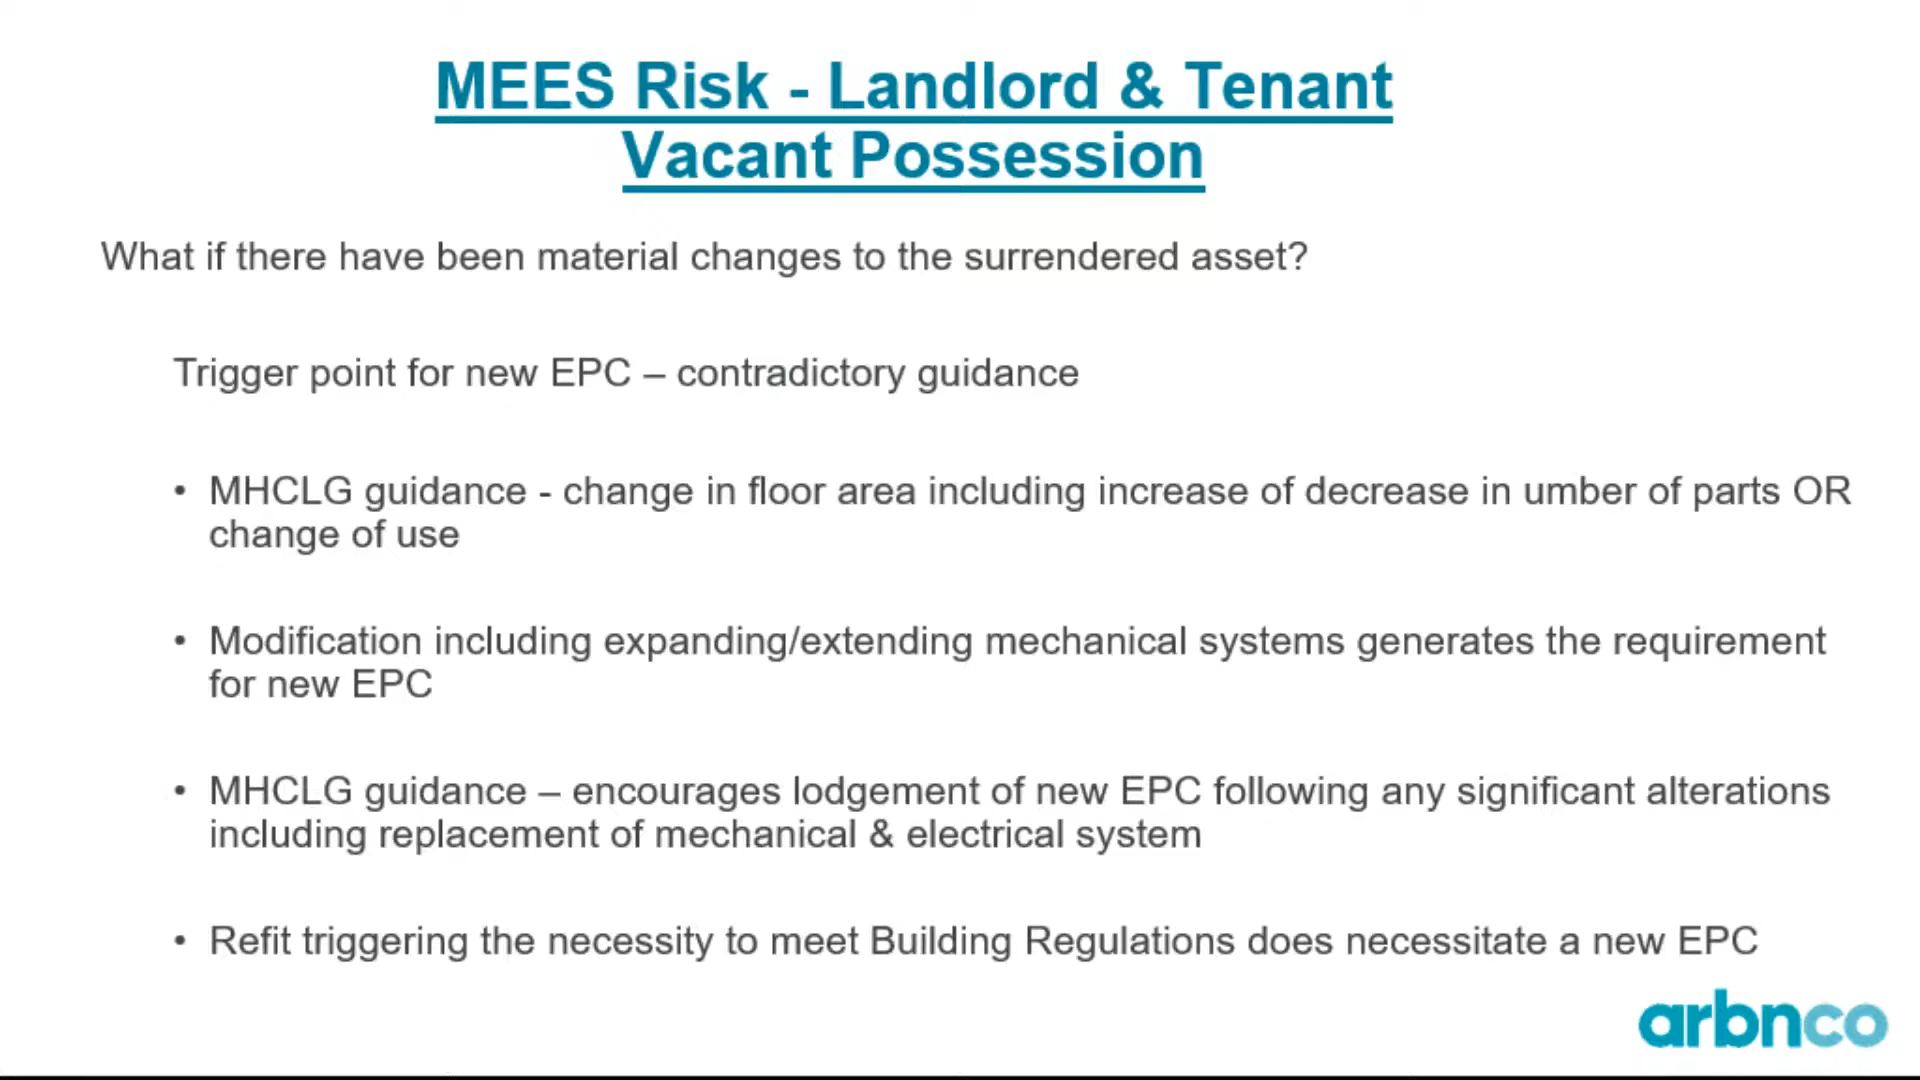 MEES Risk - Landlord & Tenant
Vacant Possession
What if there have been material changes to the surrendered asset?
Trigger point for new EPC – contradictory guidance
• MHCLG guidance - change in floor area including increase of decrease in umber of parts OR
change of use
• Modification including expanding/extending mechanical systems generates the requirement
for new EPC
• MHCLG guidance – encourages lodgement of new EPC following any significant alterations
including replacement of mechanical & electrical system
• Refit triggering the necessity to meet Building Regulations does necessitate a new EPC
arbnco